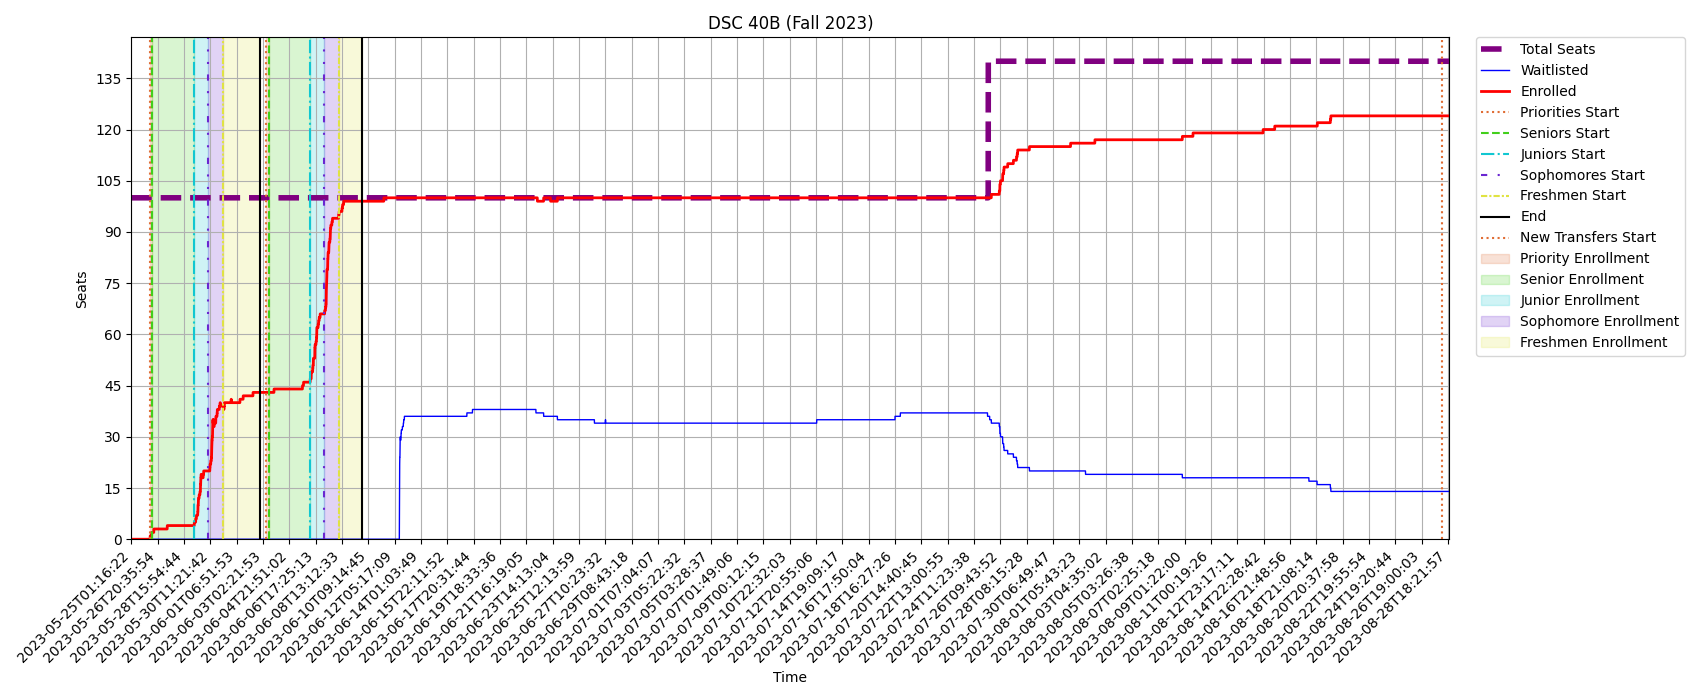 DSC 40B (Fall 2023)
Seats
135
120
105
90
75
60
45
30
15
0
2023-05-25T01:16:22
2023-05-26T20:35:54
2023-05-28T15:54:44
2023-05-30T11:21:42
2023-06-01T06:51:53
2023-06-03T02:21:53
2023-06-04T21:51:02
2023-06-06T17:25:13
2023-06-08T13:12:33
2023-06-10T09:14:45
2023-06-12T05:17:09
2023-06-14T01:03:49
2023-06-15T22:11:52
2023-06-17T20:31:44
2023-06-19T18:33:36
2023-06-21T16:19:05
2023-06-23T14:13:04
2023-06-25T12:13:59
2023-06-27T10:23:32
2023-06-29T08:43:18
2023-07-01T07:04:07
2023-07-03T05:22:32
2023-07-05T03:28:37
2023-07-07T01:49:06
2023-07-09T00:12:15
2023-07-10T22:32:03
2023-07-12T20:55:06
2023-07-14T19:09:17
2023-07-16T17:50:04
2023-07-18T16:27:26
2023-07-20T14:40:45
2023-07-22T13:00:55
2023-07-24T11:23:38
2023-07-26T09:43:52
2023-07-28T08:15:28
2023-07-30T06:49:47
2023-08-01T05:43:23
2023-08-03T04:35:02
2023-08-05T03:26:38
2023-08-07T02:25:18
2023-08-09T01:22:00
2023-08-11T00:19:26
2023-08-12T23:17:11
2023-08-14T22:28:42
2023-08-16T21:48:56
2023-08-18T21:08:14
2023-08-20T20:37:58
2023-08-22T19:55:54
2023-08-24T19:20:44
2023-08-26T19:00:03
2023-08-28T18:21:57
Time
Total Seats
Waitlisted
Enrolled
Priorities Start
Seniors Start
Juniors Start
Sophomores Start
Freshmen Start
End
New Transfers Start
Priority Enrollment
Senior Enrollment
Junior Enrollment
Sophomore Enrollment
Freshmen Enrollment